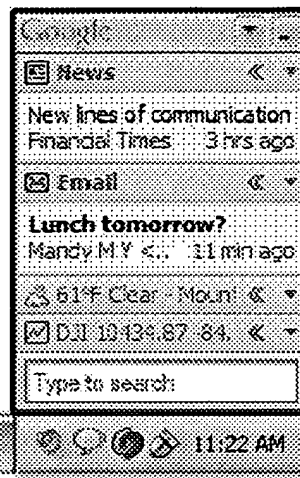 Google
News
New lines of communication
Financial Times 3 hrs ago
Email
Lunch tomorrow?
Mandy M Y <.. 11 min ago
61°F Clear - Moun
DJI 10434.87 84.
Type to search
11:22 AM